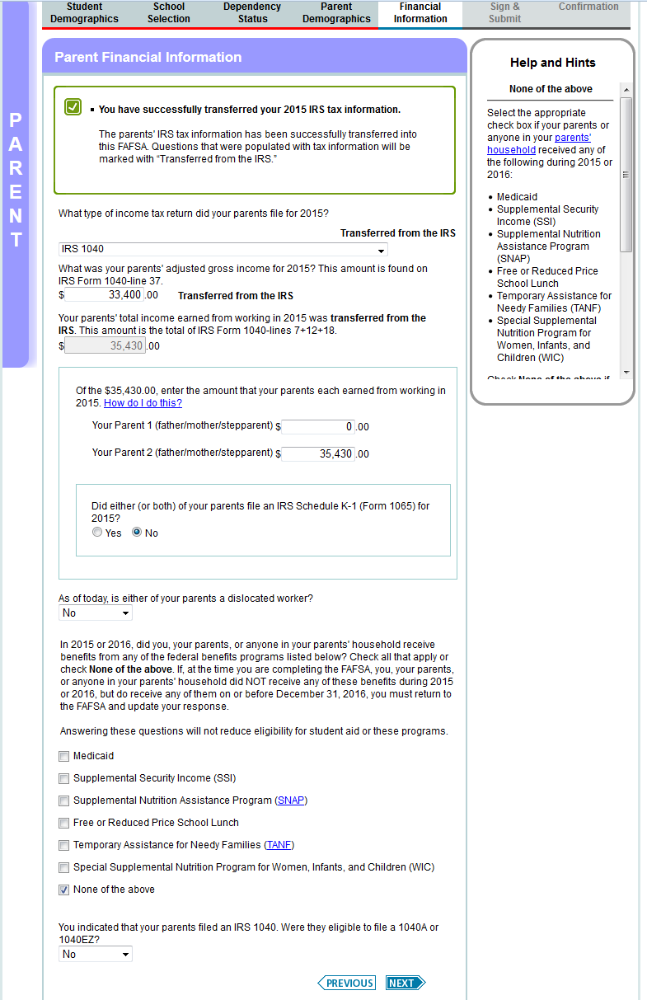 Student
Demographics
School
Selection
Dependency
Status
Parent
Demographics
Financial
Information
Sign &
Submit
Confirmation
PARENT
Parent Financial Information
You have successfully transferred your 2015 IRS tax information.
The parents' IRS tax information has been successfully transferred into
this FAFSA. Questions that were populated with tax information will be
marked with “Transferred from the IRS.”
What type of income tax return did your parents file for 2015?
Transferred from the IRS
IRS 1040
What was your parents' adjusted gross income for 2015? This amount is found on
IRS Form 1040-line 37.
$ 33,400 .00 Transferred from the IRS
Your parents' total income earned from working in 2015 was transferred from the
IRS. This amount is the total of IRS Form 1040-lines 7+12+18.
$ 35,430 .00
Of the $35,430.00, enter the amount that your parents each earned from working in
2015. How do I do this?
Your Parent 1 (father/mother/stepparent) $ 0 .00
Your Parent 2 (father/mother/stepparent) $ 35,430 .00
Did either (or both) of your parents file an IRS Schedule K-1 (Form 1065) for
2015?
Yes No
As of today, is either of your parents a dislocated worker?
No
In 2015 or 2016, did you, your parents, or anyone in your parents' household receive
benefits from any of the federal benefits programs listed below? Check all that apply or
check None of the above. If, at the time you are completing the FAFSA, you, your parents,
or anyone in your parents' household did NOT receive any of these benefits during 2015
or 2016, but do receive any of them on or before December 31, 2016, you must return to
the FAFSA and update your response.
Answering these questions will not reduce eligibility for student aid or these programs.
Medicaid
Supplemental Security Income (SSI)
Supplemental Nutrition Assistance Program (SNAP)
Free or Reduced Price School Lunch
Temporary Assistance for Needy Families (TANF)
Special Supplemental Nutrition Program for Women, Infants, and Children (WIC)
None of the above
You indicated that your parents filed an IRS 1040. Were they eligible to file a 1040A or
1040EZ?
No
PREVIOUS NEXT
Help and Hints
None of the above
Select the appropriate
check box if your parents or
anyone in your parents'
household received any of
the following during 2015 or
2016:
Medicaid
Supplemental Security
Income (SSI)
Supplemental Nutrition
Assistance Program
(SNAP)
Free or Reduced Price
School Lunch
Temporary Assistance for
Needy Families (TANF)
Special Supplemental
Nutrition Program for
Women, Infants, and
Children (WIC)
Check None of the above if